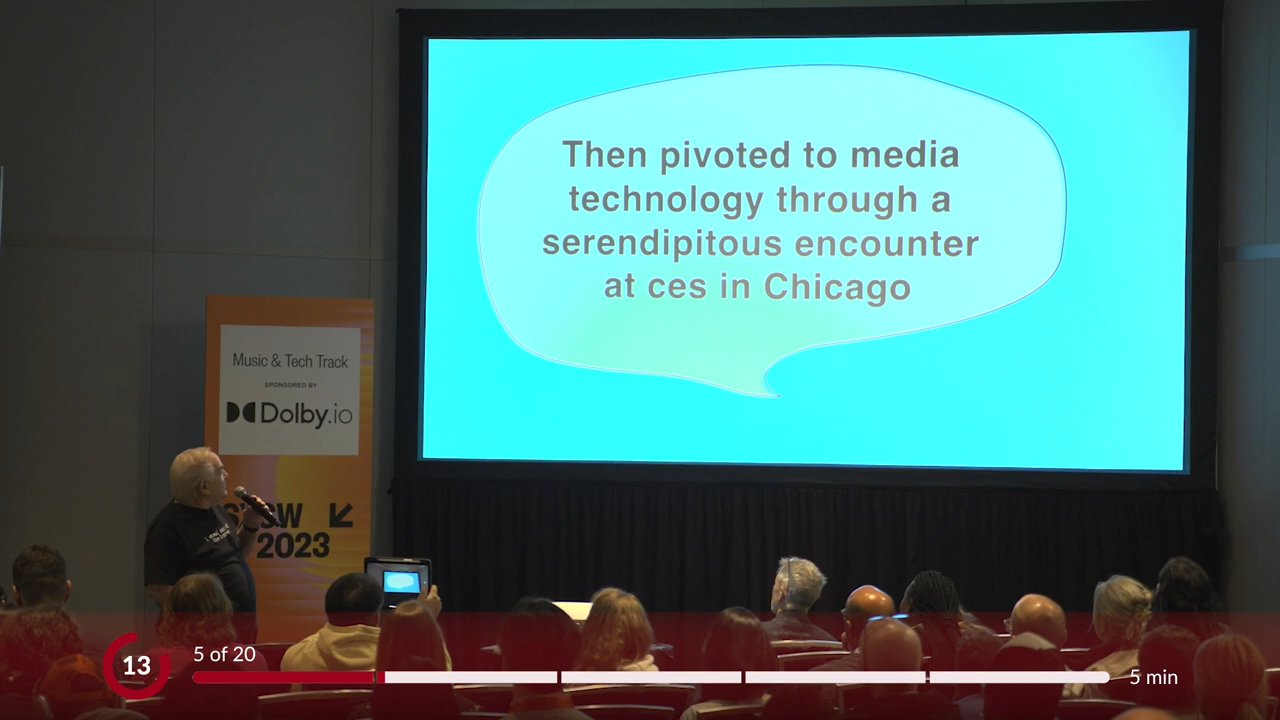 Then pivoted to media
technology through a
serendipitous encounter
at ces in Chicago
Music & Tech Track
SPONSORED BY
Dolby.io
SXSW
2023
13
5 of 20
5 min